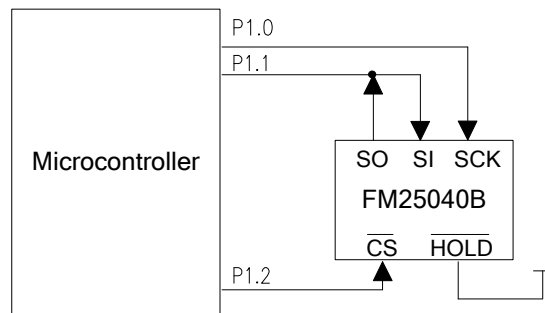 P1.0
P1.1
Microcontroller
SO SI SCK
FM25040B
CS HOLD
P1.2